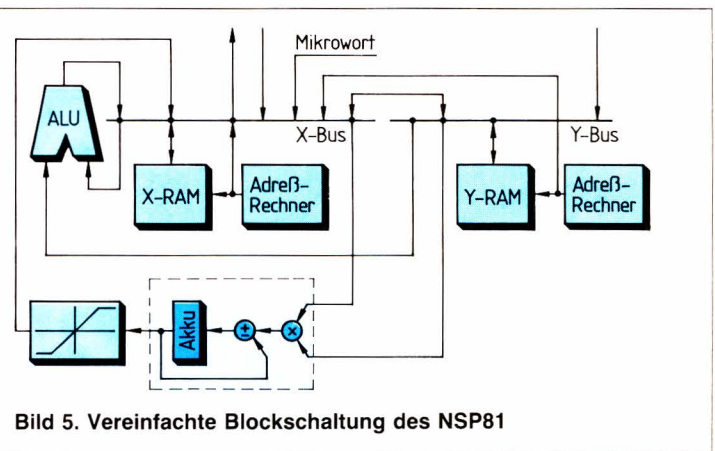 Mikrowort
ALU
X-Bus
Y-Bus
X-RAM
Adreß-
Rechner
Y-RAM
Adreß-
Rechner
Akku
±
×
Bild 5. Vereinfachte Blockschaltung des NSP81